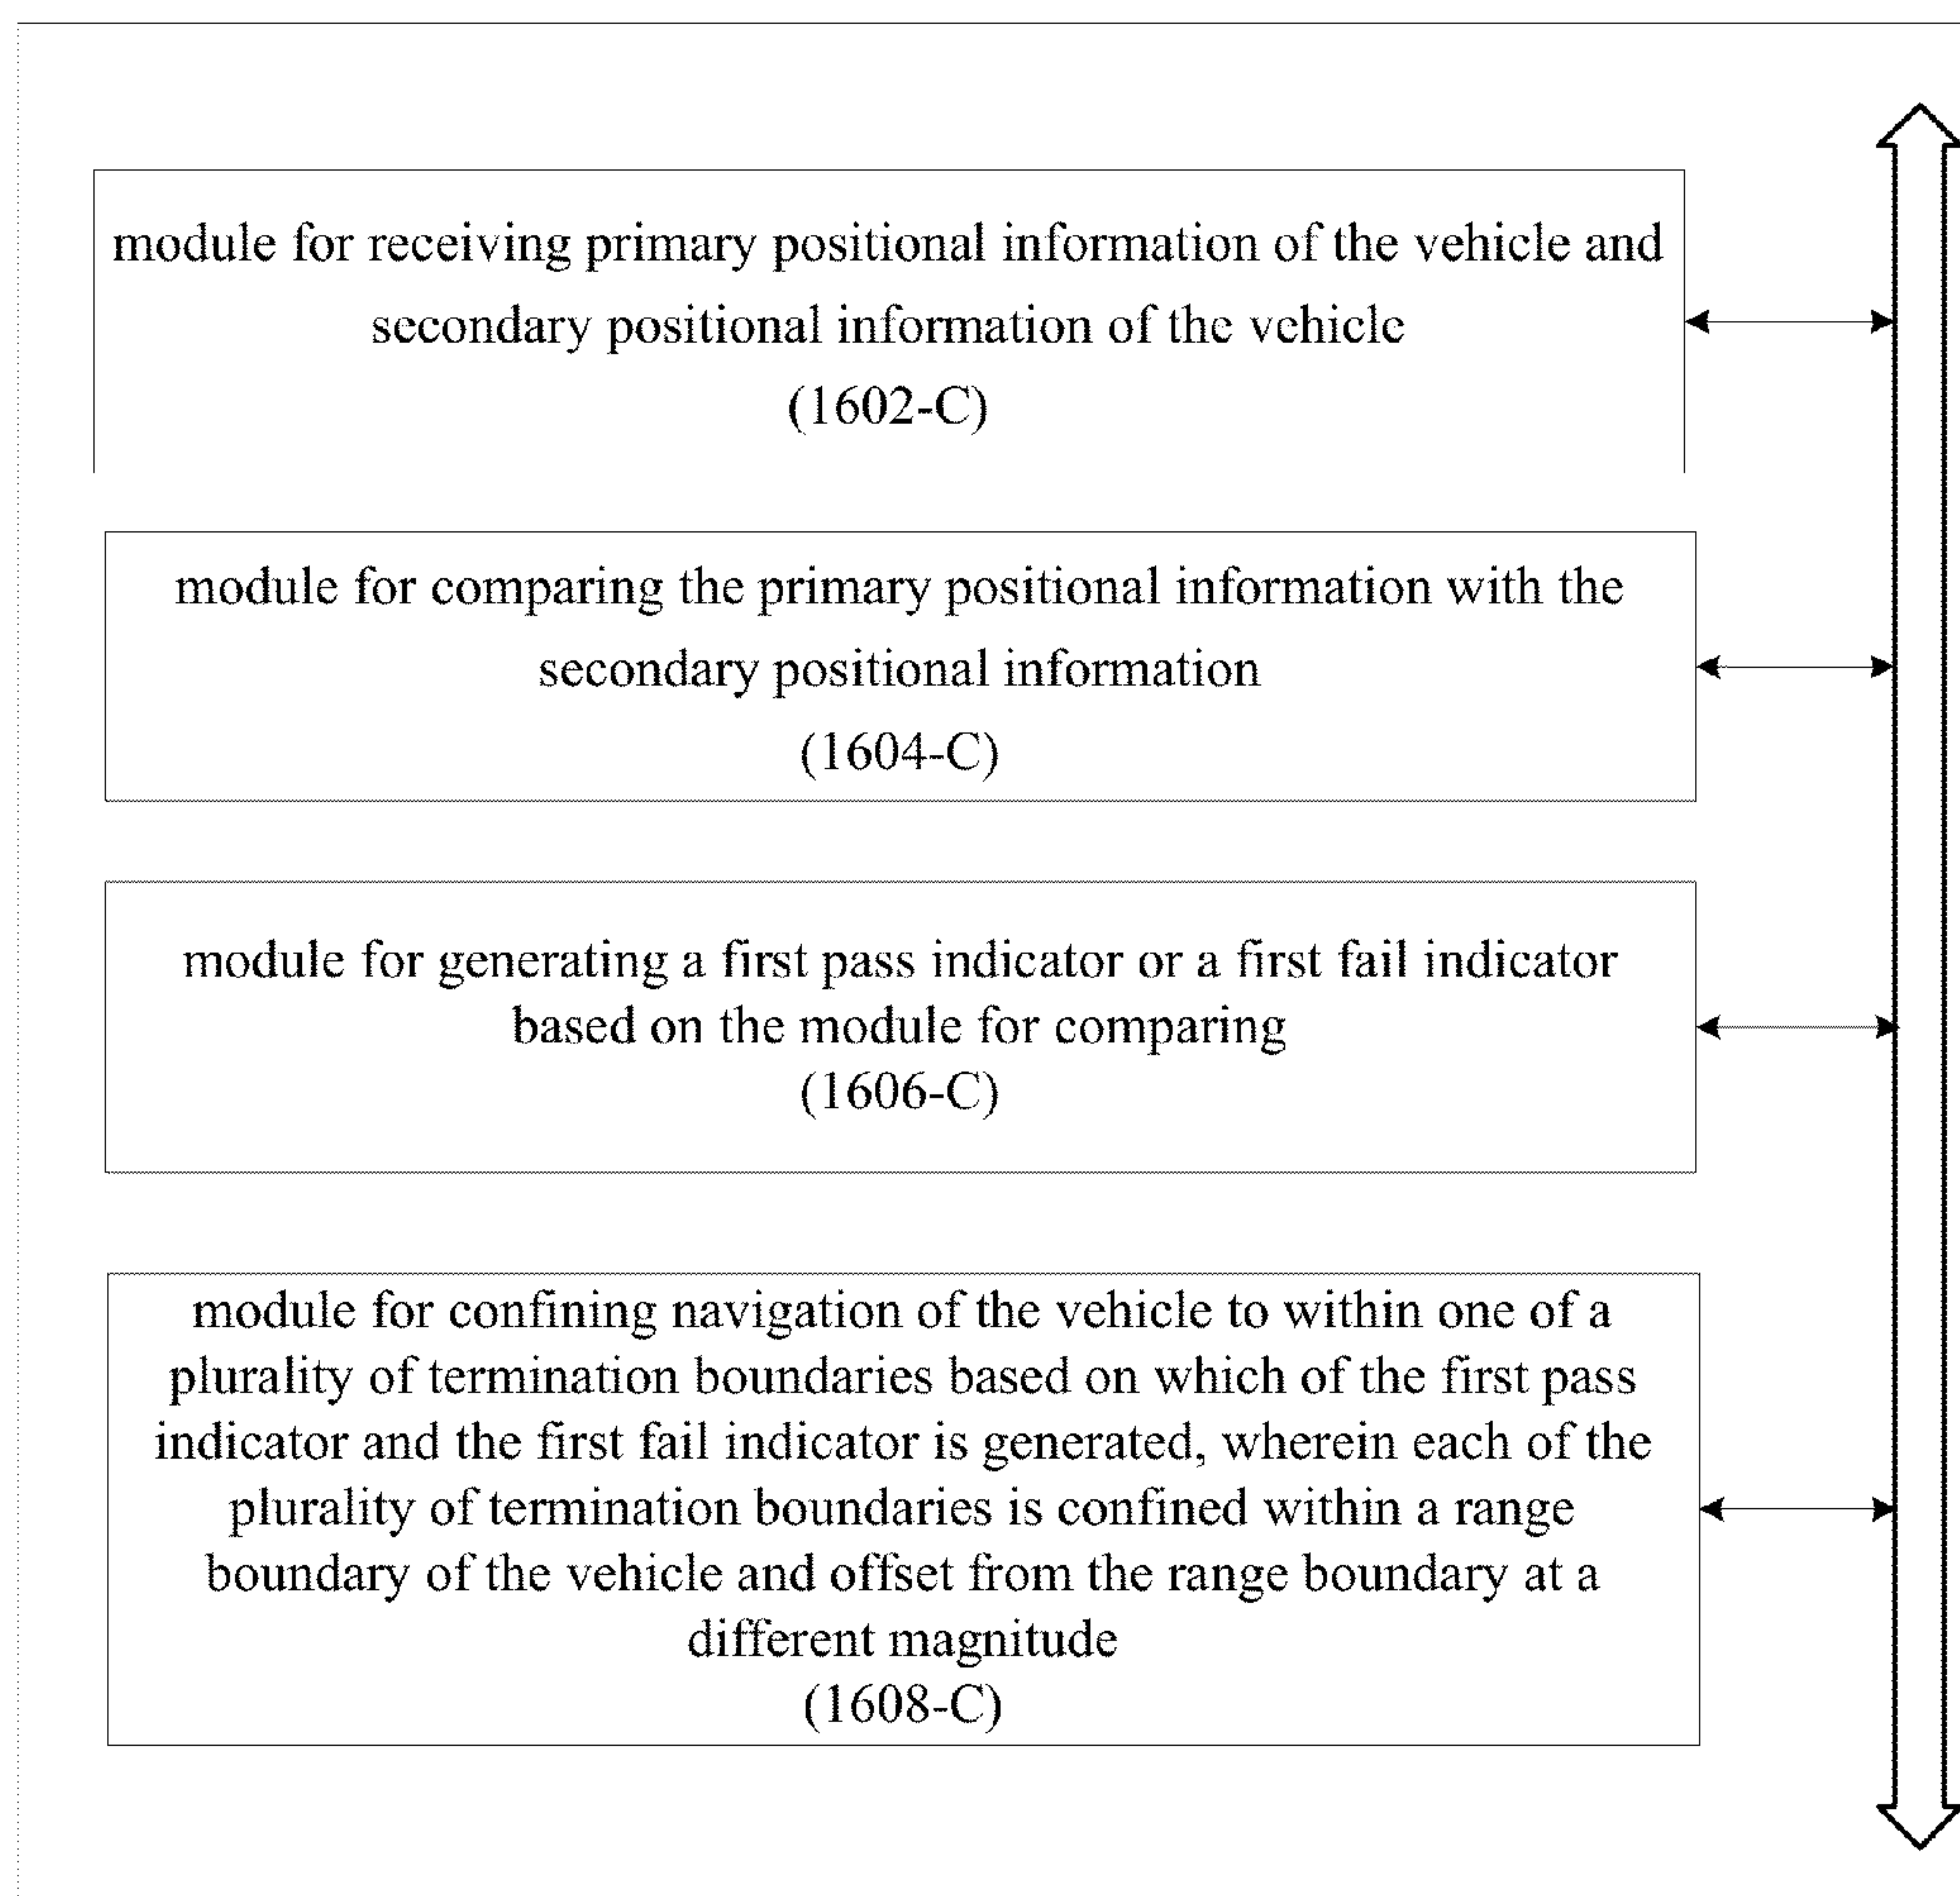 module for receiving primary positional information of the vehicle and
secondary positional information of the vehicle
(1602-C)
module for comparing the primary positional information with the
secondary positional information
(1604-C)
module for generating a first pass indicator or a first fail indicator
based on the module for comparing
(1606-C)
module for confining navigation of the vehicle to within one of a
plurality of termination boundaries based on which of the first pass
indicator and the first fail indicator is generated, wherein each of the
plurality of termination boundaries is confined within a range
boundary of the vehicle and offset from the range boundary at a
different magnitude
(1608-C)